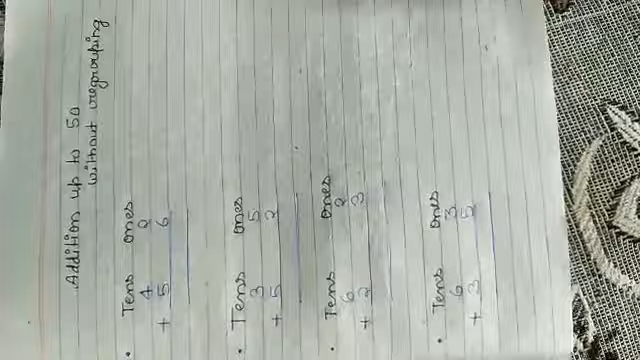 Addition up to 50
without regrouping
• Tens ones
4 2
+ 5 6
• Tens ones
3 5
+ 5 2
• Tens ones
6 2
+ 2 3
• Tens ones
6 3
+ 3 5